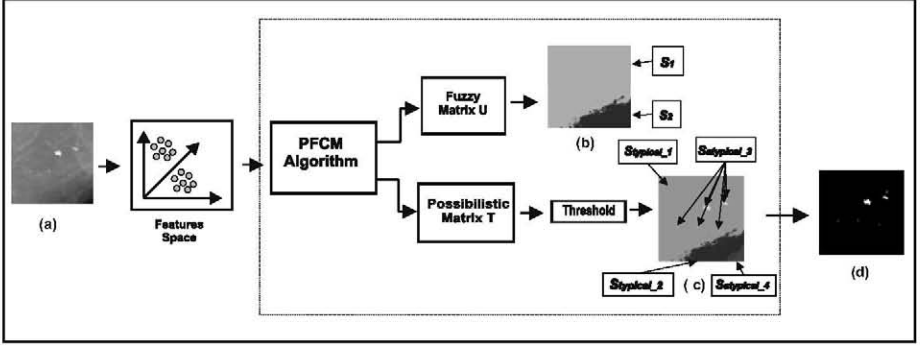 (a)
Features
Space
PFCM
Algorithm
Fuzzy
Matrix U
S1
S2
(b)
Possibilistic
Matrix T
Threshold
Stypical_1
Satypical_3
Stypical_2
( c)
Satypical_4
(d)